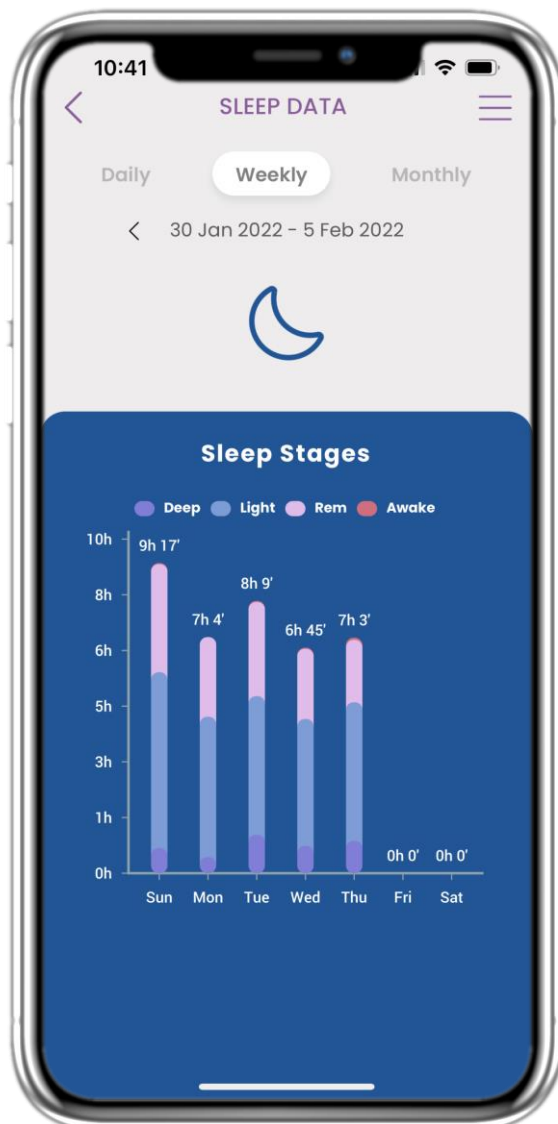 10:41
SLEEP DATA
Daily Weekly Monthly
30 Jan 2022 - 5 Feb 2022
Sleep Stages
Deep Light Rem Awake
10h
9h 17'
8h
8h 9'
7h 4'
6h 45'
7h 3'
6h
5h
3h
1h
0h
0h 0'
0h 0'
Sun Mon Tue Wed Thu Fri Sat